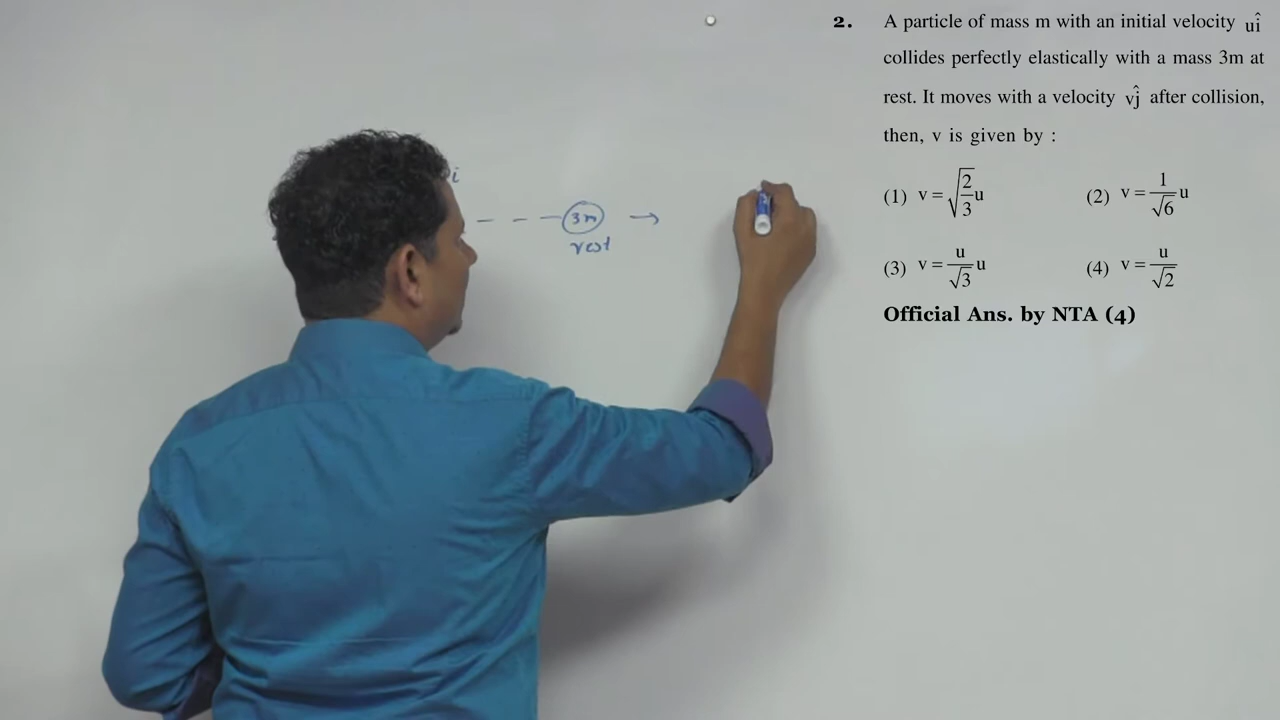 2. A particle of mass m with an initial velocity uî
collides perfectly elastically with a mass 3m at
rest. It moves with a velocity vĵ after collision,
then, v is given by :
(1) v = √(2/3) u (2) v = 1/√6 u
(3) v = u/√3 u (4) v = u/√2
Official Ans. by NTA (4)
i
3m →
rest